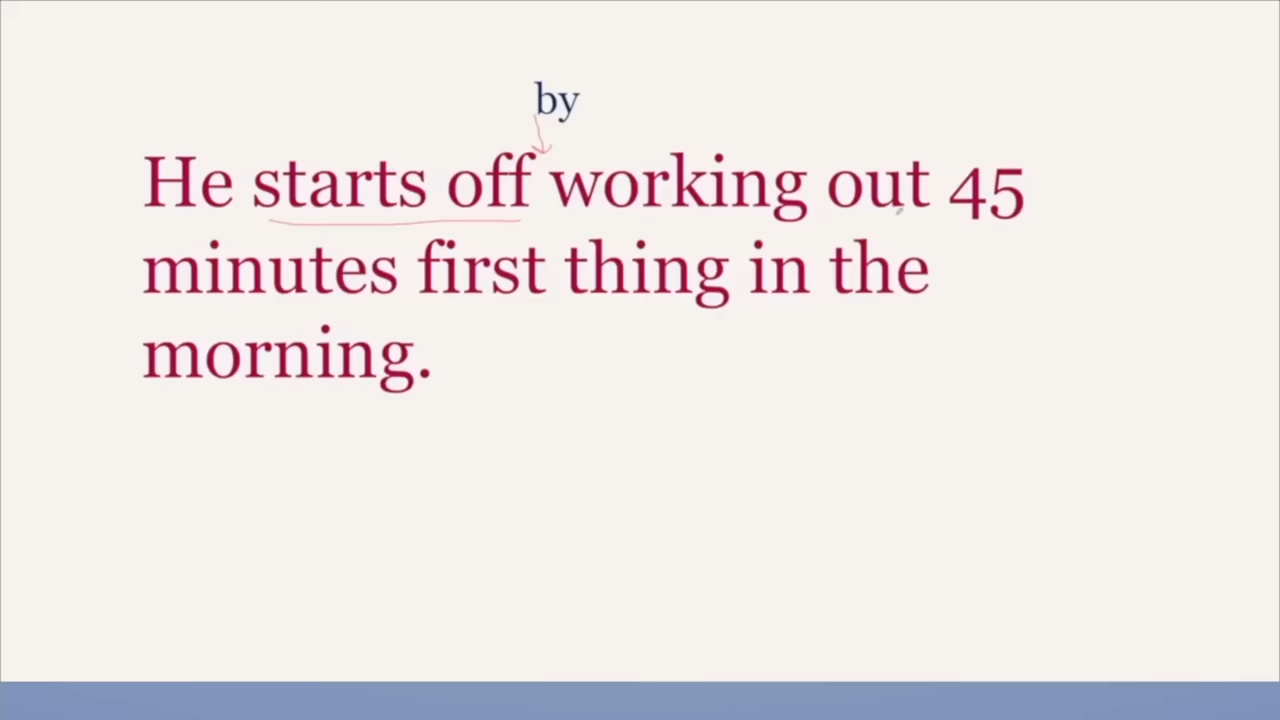 by
He starts off working out 45
minutes first thing in the
morning.